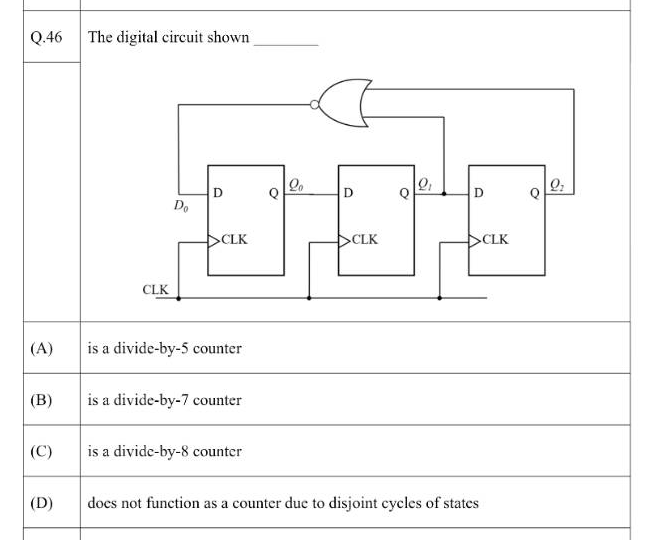 Q.46 The digital circuit shown ________
D Q Q₀ D Q Q₁ D Q Q₂
D₀
CLK CLK CLK
CLK
(A) is a divide-by-5 counter
(B) is a divide-by-7 counter
(C) is a divide-by-8 counter
(D) does not function as a counter due to disjoint cycles of states